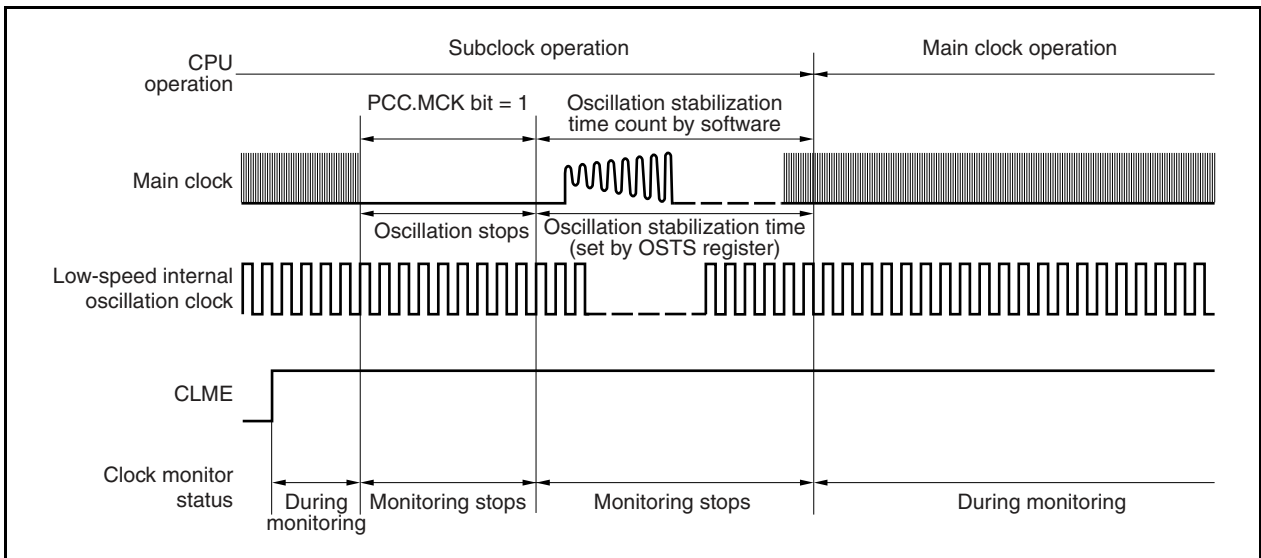 Subclock operation
Main clock operation
CPU
operation
PCC.MCK bit = 1
Oscillation stabilization
time count by software
Main clock
Oscillation stops
Oscillation stabilization time
(set by OSTS register)
Low-speed internal
oscillation clock
CLME
Clock monitor
status
During
monitoring
Monitoring stops
Monitoring stops
During monitoring